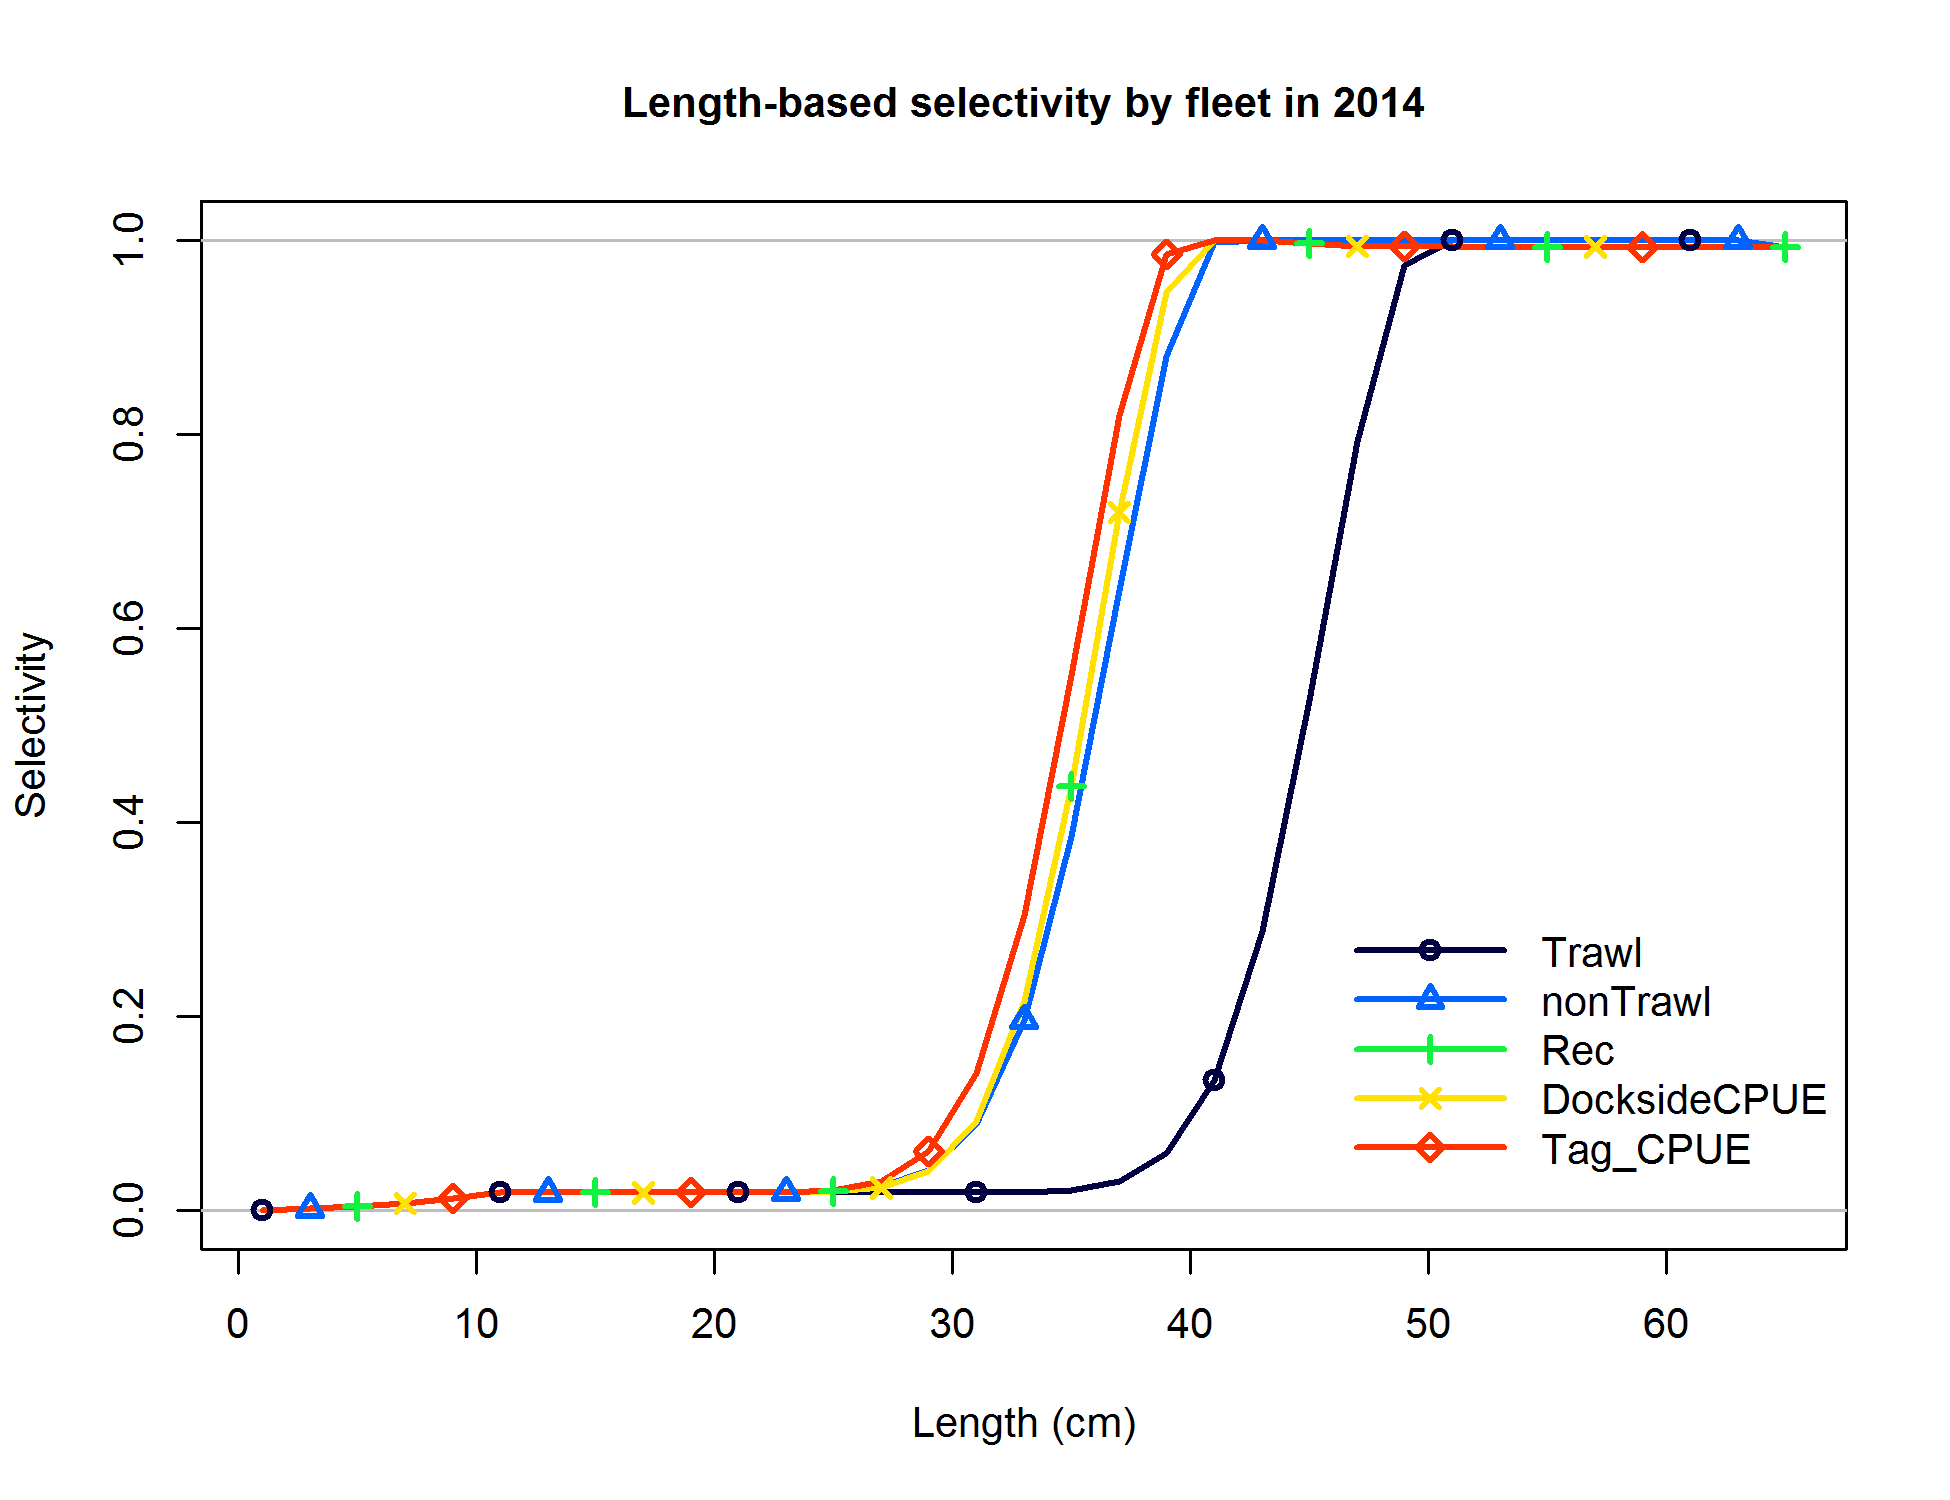 Length-based selectivity by fleet in 2014
1.0
0.8
0.6
0.4
0.2
0.0
Selectivity
Trawl
nonTrawl
Rec
DocksideCPUE
Tag_CPUE
0 10 20 30 40 50 60
Length (cm)